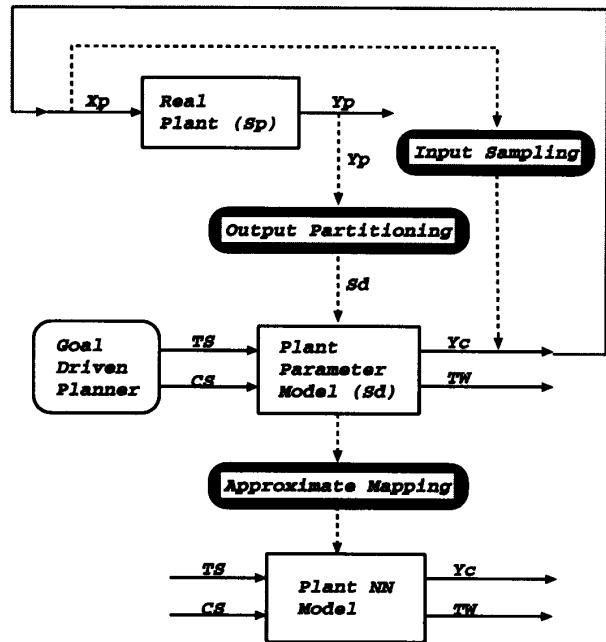 Xp
Real
Plant (Sp)
Yp
Yp
Input Sampling
Output Partitioning
Sd
Goal
Driven
Planner
TS
CS
Plant
Parameter
Model (Sd)
Yc
TW
Approximate Mapping
TS
CS
Plant NN
Model
Yc
TW